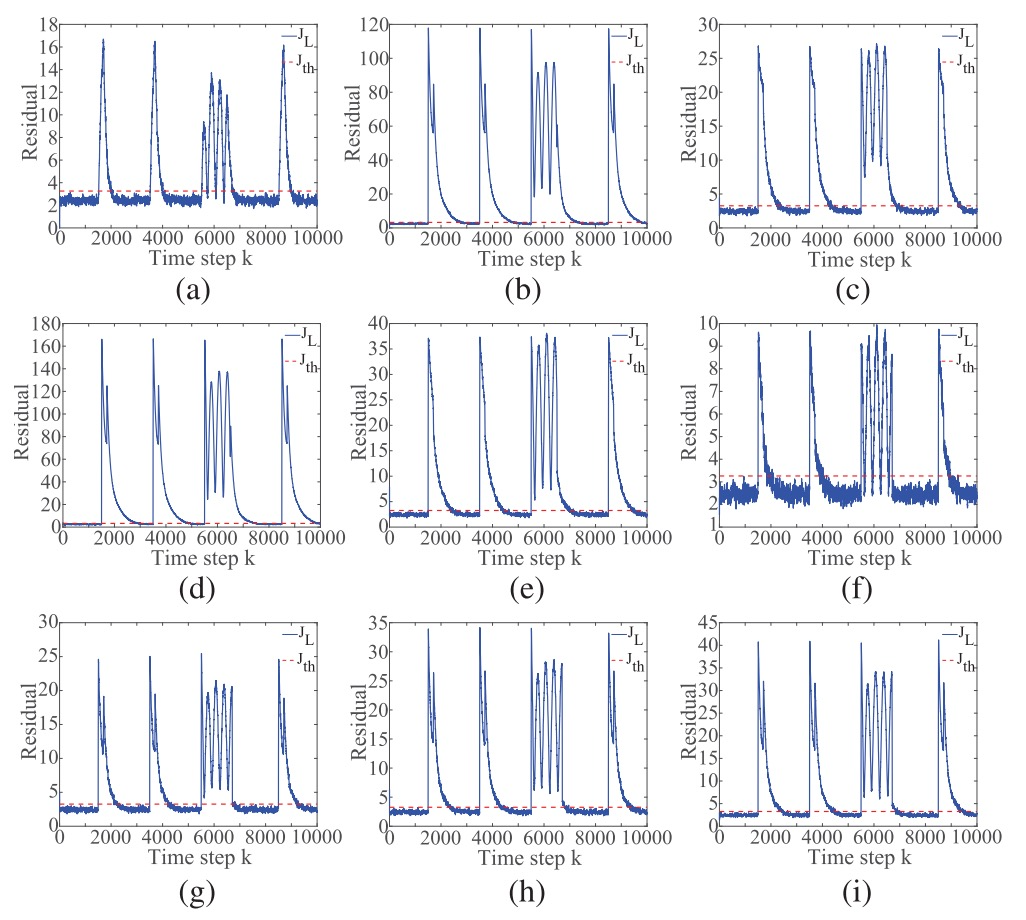 18
16
14
12
10
8
6
4
2
0
Residual
J_L
J_th
0 2000 4000 6000 8000 10000
Time step k
(a)
120
100
80
60
40
20
0
Residual
J_L
J_th
0 2000 4000 6000 8000 10000
Time step k
(b)
30
25
20
15
10
5
0
Residual
J_L
J_th
0 2000 4000 6000 8000 10000
Time step k
(c)
180
160
140
120
100
80
60
40
20
0
Residual
J_L
J_th
0 2000 4000 6000 8000 10000
Time step k
(d)
40
35
30
25
20
15
10
5
0
Residual
J_L
J_th
0 2000 4000 6000 8000 10000
Time step k
(e)
10
9
8
7
6
5
4
3
2
1
Residual
J_L
J_th
0 2000 4000 6000 8000 10000
Time step k
(f)
30
25
20
15
10
5
0
Residual
J_L
J_th
0 2000 4000 6000 8000 10000
Time step k
(g)
35
30
25
20
15
10
5
0
Residual
J_L
J_th
0 2000 4000 6000 8000 10000
Time step k
(h)
45
40
35
30
25
20
15
10
5
0
Residual
J_L
J_th
0 2000 4000 6000 8000 10000
Time step k
(i)